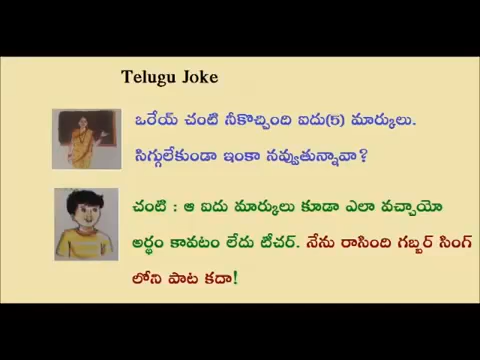 Telugu Joke
ఒరేయ్ చంటి నీకొచ్చింది ఐదు(5) మార్కులు.
సిగ్గులేకుండా ఇంకా నవ్వుతున్నావా?
చంటి : ఆ ఐదు మార్కులు కూడా ఎలా వచ్చాయో
అర్థం కావటం లేదు టీచర్. నేను రాసింది గబ్బర్ సింగ్
లోని పాట కదా!